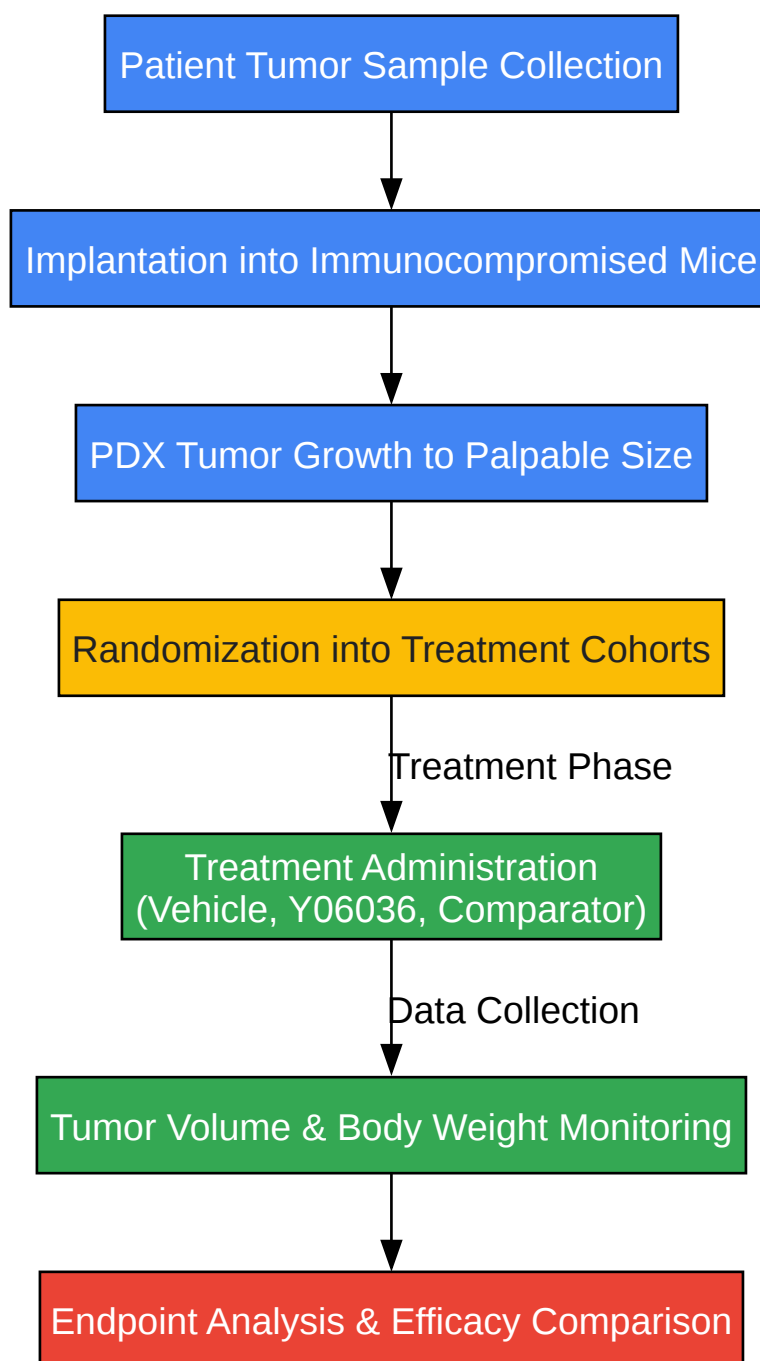 Patient Tumor Sample Collection
Implantation into Immunocompromised Mice
PDX Tumor Growth to Palpable Size
Randomization into Treatment Cohorts
Treatment Phase
Treatment Administration
(Vehicle, Y06036, Comparator)
Data Collection
Tumor Volume & Body Weight Monitoring
Endpoint Analysis & Efficacy Comparison